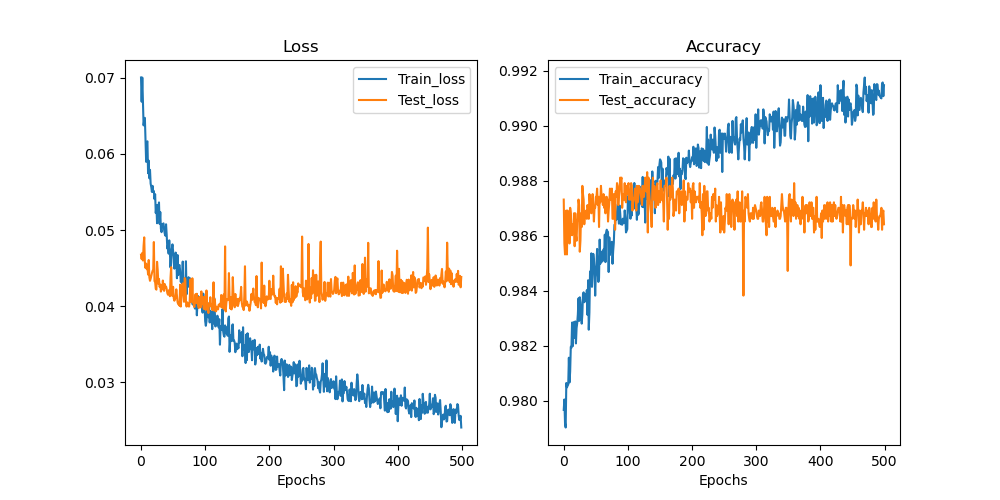 Loss
0.07
0.06
0.05
0.04
0.03
Train_loss
Test_loss
0 100 200 300 400 500
Epochs
Accuracy
0.992
0.990
0.988
0.986
0.984
0.982
0.980
Train_accuracy
Test_accuracy
0 100 200 300 400 500
Epochs